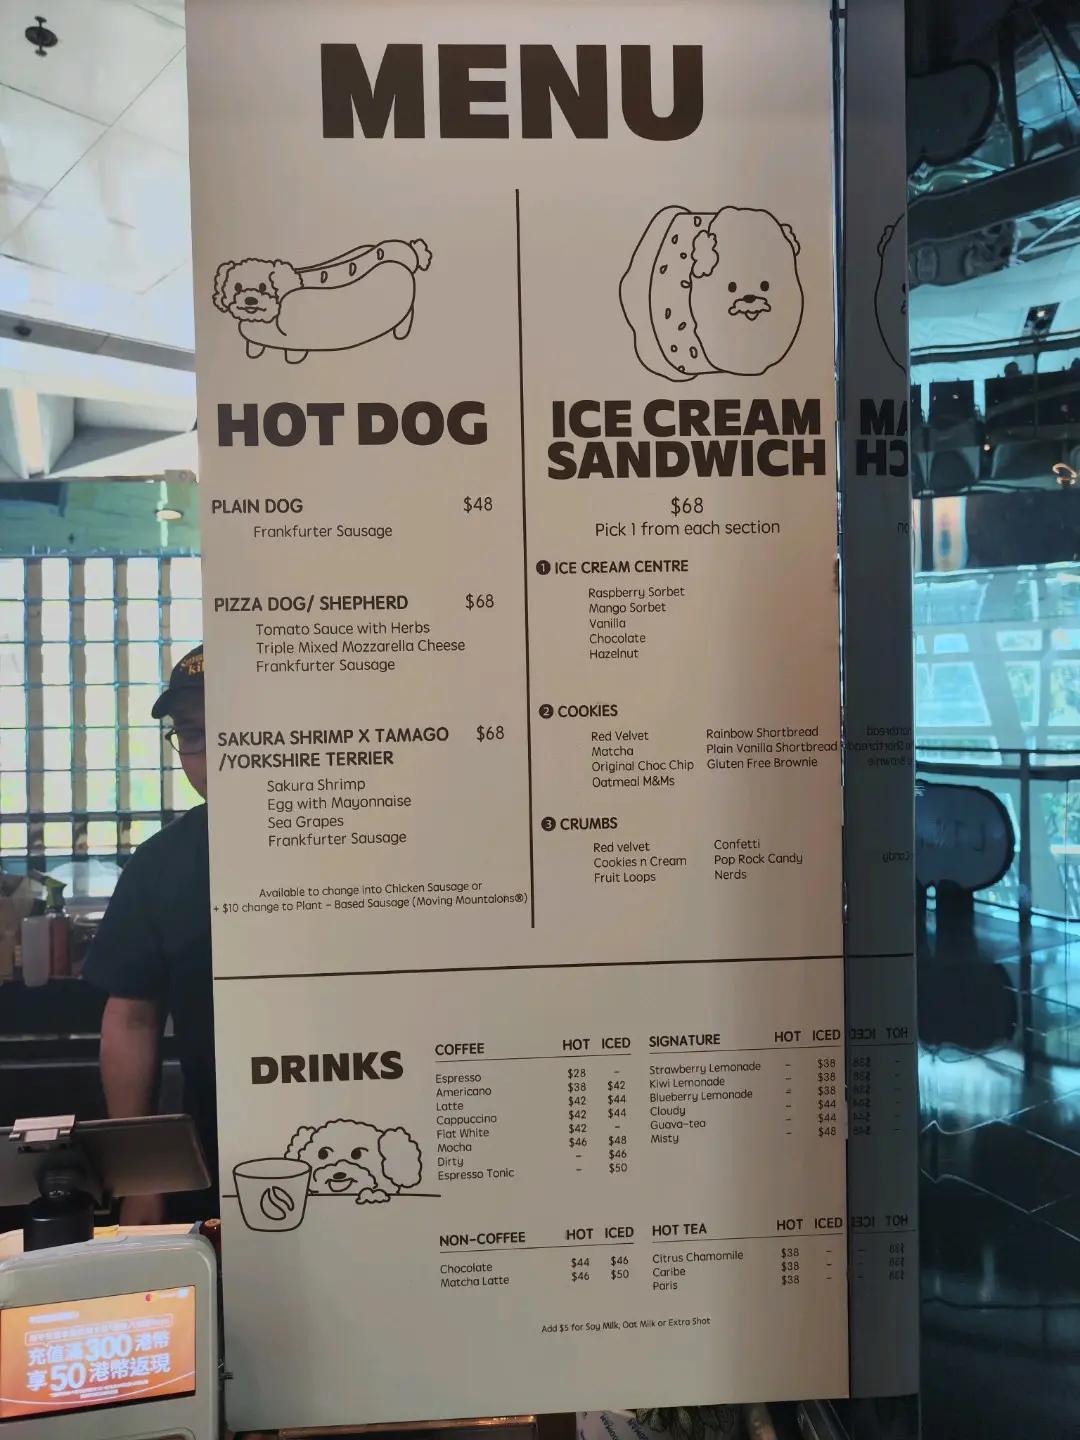 MENU
HOT DOG
PLAIN DOG $48
Frankfurter Sausage
PIZZA DOG/ SHEPHERD $68
Tomato Sauce with Herbs
Triple Mixed Mozzarella Cheese
Frankfurter Sausage
SAKURA SHRIMP X TAMAGO $68
/YORKSHIRE TERRIER
Sakura Shrimp
Egg with Mayonnaise
Sea Grapes
Frankfurter Sausage
Available to change into Chicken Sausage or
+ $10 change to Plant - Based Sausage (Moving Mountaions®)
ICE CREAM
SANDWICH
$68
Pick 1 from each section
1 ICE CREAM CENTRE
Raspberry Sorbet
Mango Sorbet
Vanilla
Chocolate
Hazelnut
2 COOKIES
Red Velvet Rainbow Shortbread
Matcha Plain Vanilla Shortbread
Original Choc Chip Gluten Free Brownie
Oatmeal M&Ms
3 CRUMBS
Red velvet Confetti
Cookies n Cream Pop Rock Candy
Fruit Loops Nerds
DRINKS
COFFEE HOT ICED
Espresso $28 -
Americano $38 $42
Latte $42 $44
Cappuccino $42 $44
Flat White $42 -
Mocha $46 $48
Dirty - $46
Espresso Tonic - $50
SIGNATURE HOT ICED
Strawberry Lemonade - $38
Kiwi Lemonade - $38
Blueberry Lemonade - $38
Cloudy - $44
Guava-tea - $44
Misty - $48
NON-COFFEE HOT ICED
Chocolate $44 $46
Matcha Latte $46 $50
HOT TEA HOT ICED
Citrus Chamomile $38 -
Caribe $38 -
Paris $38 -
Add $5 for Soy Milk, Oat Milk or Extra Shot
充值滿300港幣
享50港幣返現